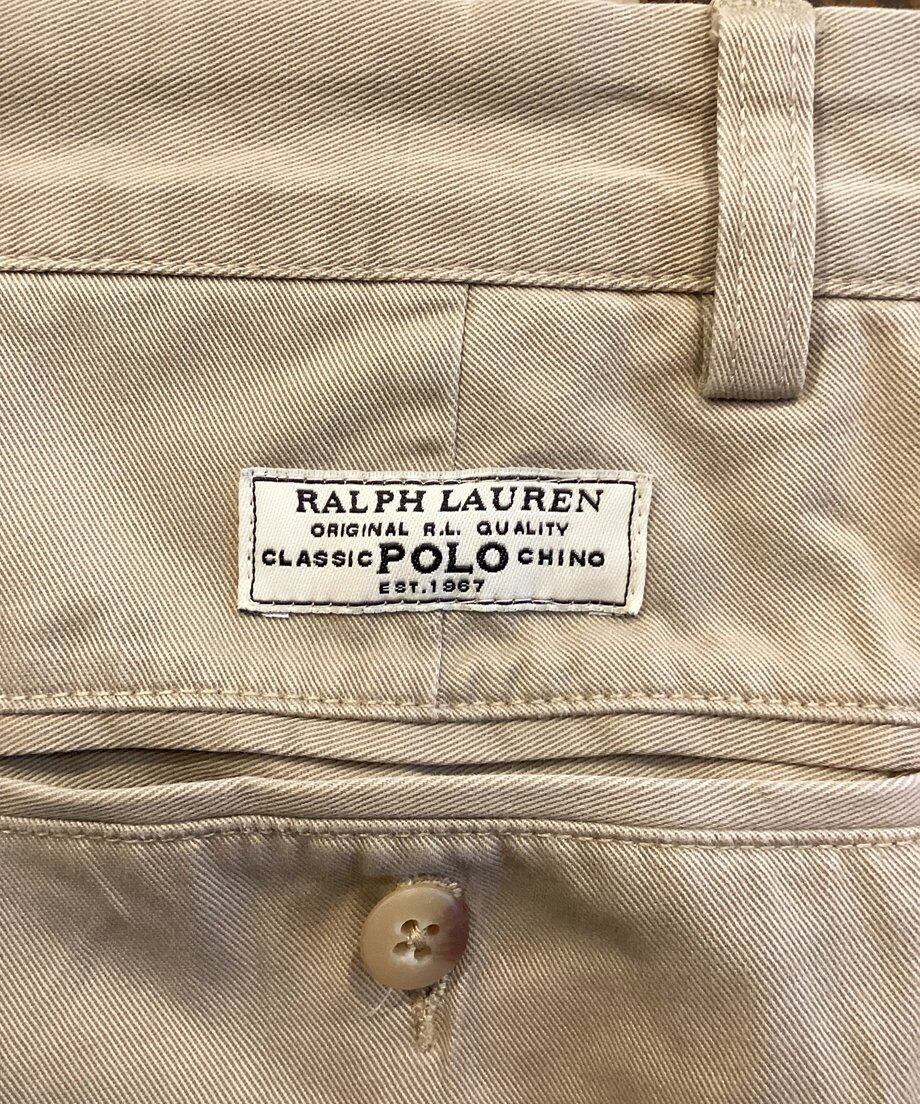 RALPH LAUREN
ORIGINAL R.L. QUALITY
CLASSIC POLO CHINO
EST.1967